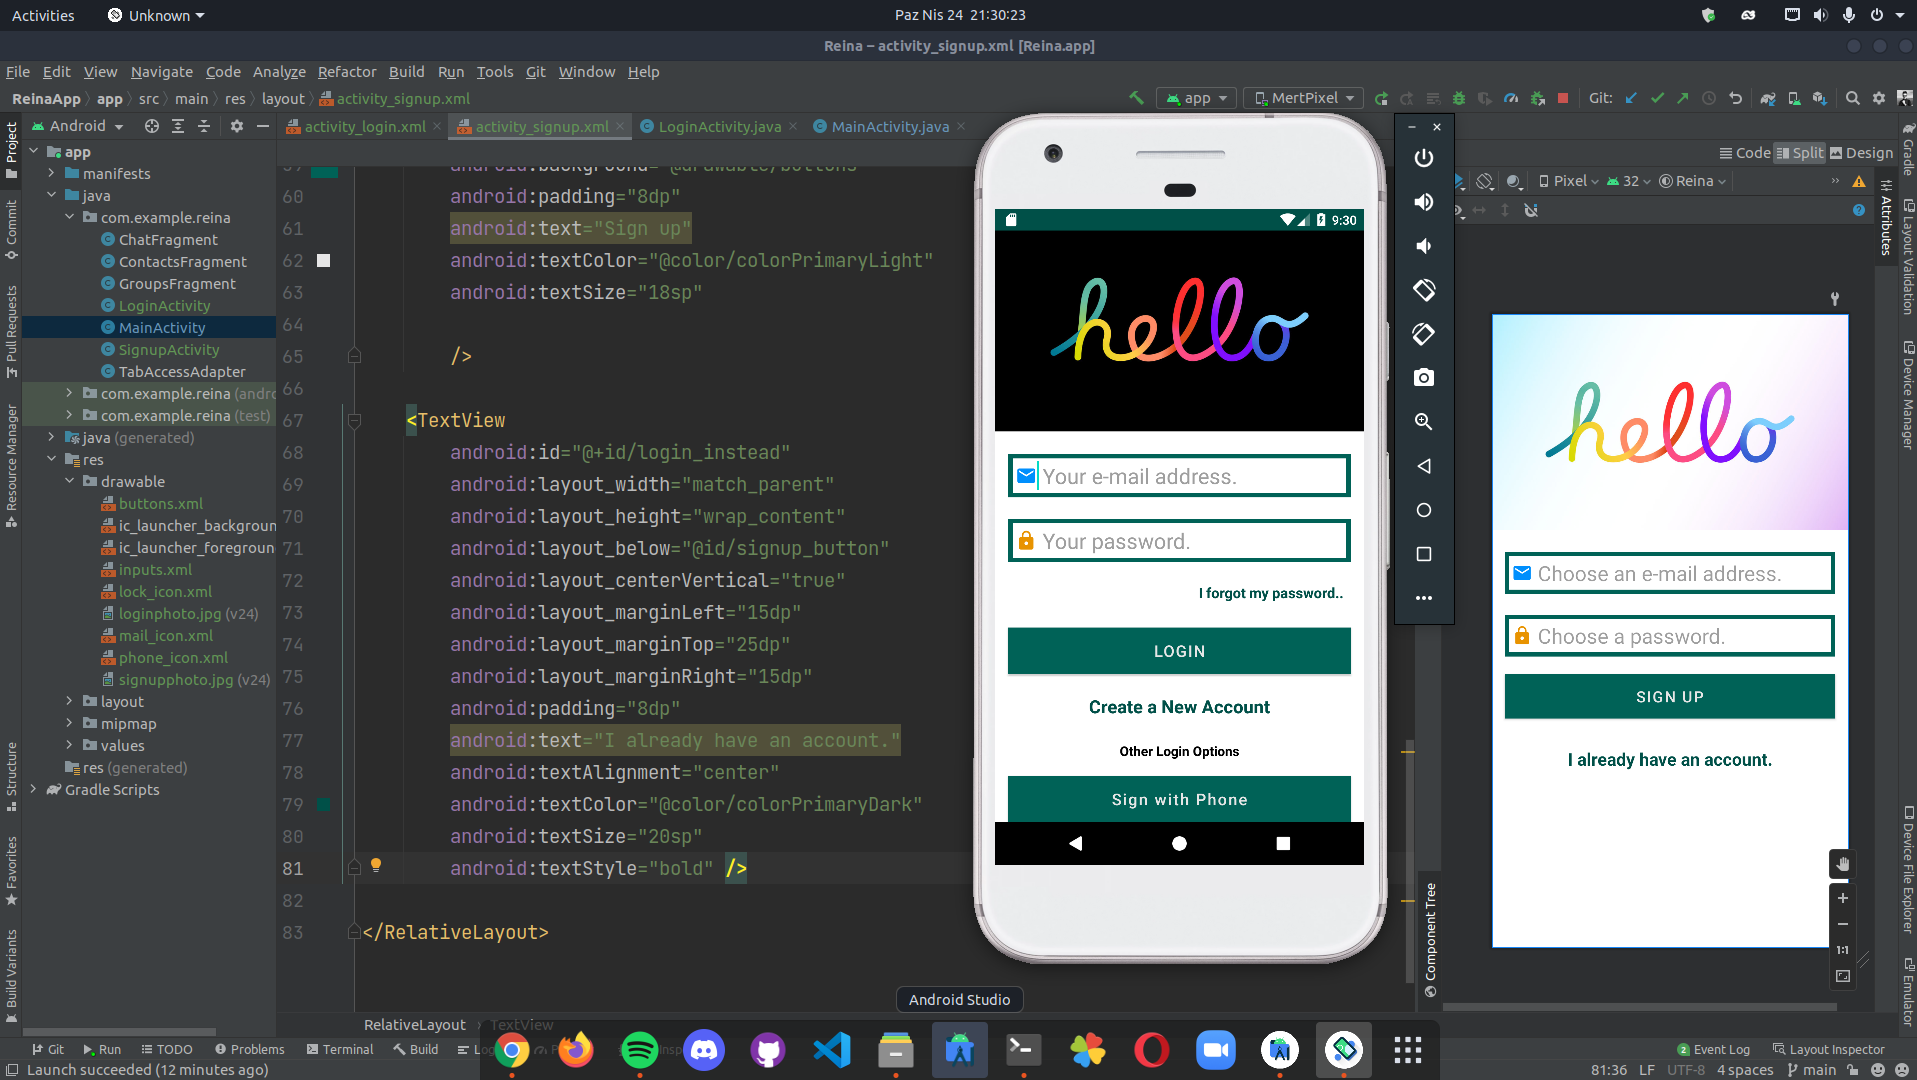 Activities
Unknown
Paz Nis 24 21:30:23
Reina – activity_signup.xml [Reina.app]
File Edit View Navigate Code Analyze Refactor Build Run Tools Git Window Help
ReinaApp app src main res layout activity_signup.xml
app
MertPixel
Git:
Android
activity_login.xml
activity_signup.xml
LoginActivity.java
MainActivity.java
Code
Split
Design
Pixel
32
Reina
Project
Commit
Pull Requests
Resource Manager
Structure
Favorites
Build Variants
app
manifests
java
com.example.reina
ChatFragment
ContactsFragment
GroupsFragment
LoginActivity
MainActivity
SignupActivity
TabAccessAdapter
com.example.reina (andro
com.example.reina (test)
java (generated)
res
drawable
buttons.xml
ic_launcher_backgroun
ic_launcher_foregroun
inputs.xml
lock_icon.xml
loginphoto.jpg (v24)
mail_icon.xml
phone_icon.xml
signupphoto.jpg (v24)
layout
mipmap
values
res (generated)
Gradle Scripts
59 android:background="@drawable/buttons"
60 android:padding="8dp"
61 android:text="Sign up"
62 android:textColor="@color/colorPrimaryLight"
63 android:textSize="18sp"
64
65 />
66
67 <TextView
68 android:id="@+id/login_instead"
69 android:layout_width="match_parent"
70 android:layout_height="wrap_content"
71 android:layout_below="@id/signup_button"
72 android:layout_centerVertical="true"
73 android:layout_marginLeft="15dp"
74 android:layout_marginTop="25dp"
75 android:layout_marginRight="15dp"
76 android:padding="8dp"
77 android:text="I already have an account."
78 android:textAlignment="center"
79 android:textColor="@color/colorPrimaryDark"
80 android:textSize="20sp"
81 android:textStyle="bold" />
82
83 </RelativeLayout>
RelativeLayout
TextView
9:30
hello
Your e-mail address.
Your password.
I forgot my password..
LOGIN
Create a New Account
Other Login Options
Sign with Phone
hello
Choose an e-mail address.
Choose a password.
SIGN UP
I already have an account.
1:1
Component Tree
Attributes
Gradle
Layout Validation
Device Manager
Device File Explorer
Emulator
Android Studio
Git
Run
TODO
Problems
Terminal
Build
Event Log
Layout Inspector
Launch succeeded (12 minutes ago)
81:36 LF UTF-8 4 spaces main